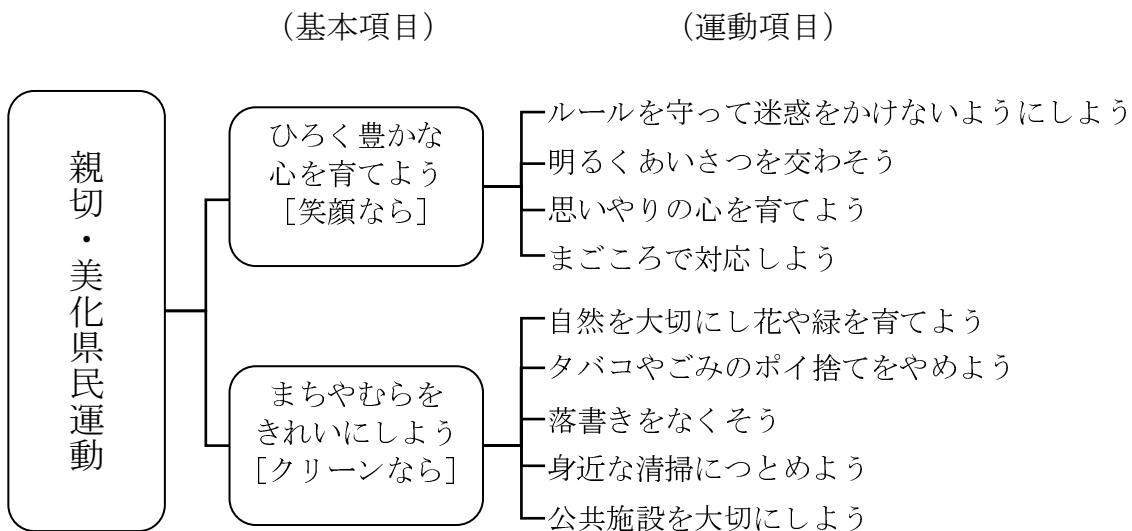 (基本項目)
(運動項目)
親切・美化県民運動
ひろく豊かな
心を育てよう
[笑顔なら]
ルールを守って迷惑をかけないようにしよう
明るくあいさつを交わそう
思いやりの心を育てよう
まごころで対応しよう
まちやむらを
きれいにしよう
[クリーンなら]
自然を大切にし花や緑を育てよう
タバコやごみのポイ捨てをやめよう
落書きをなくそう
身近な清掃につとめよう
公共施設を大切にしよう